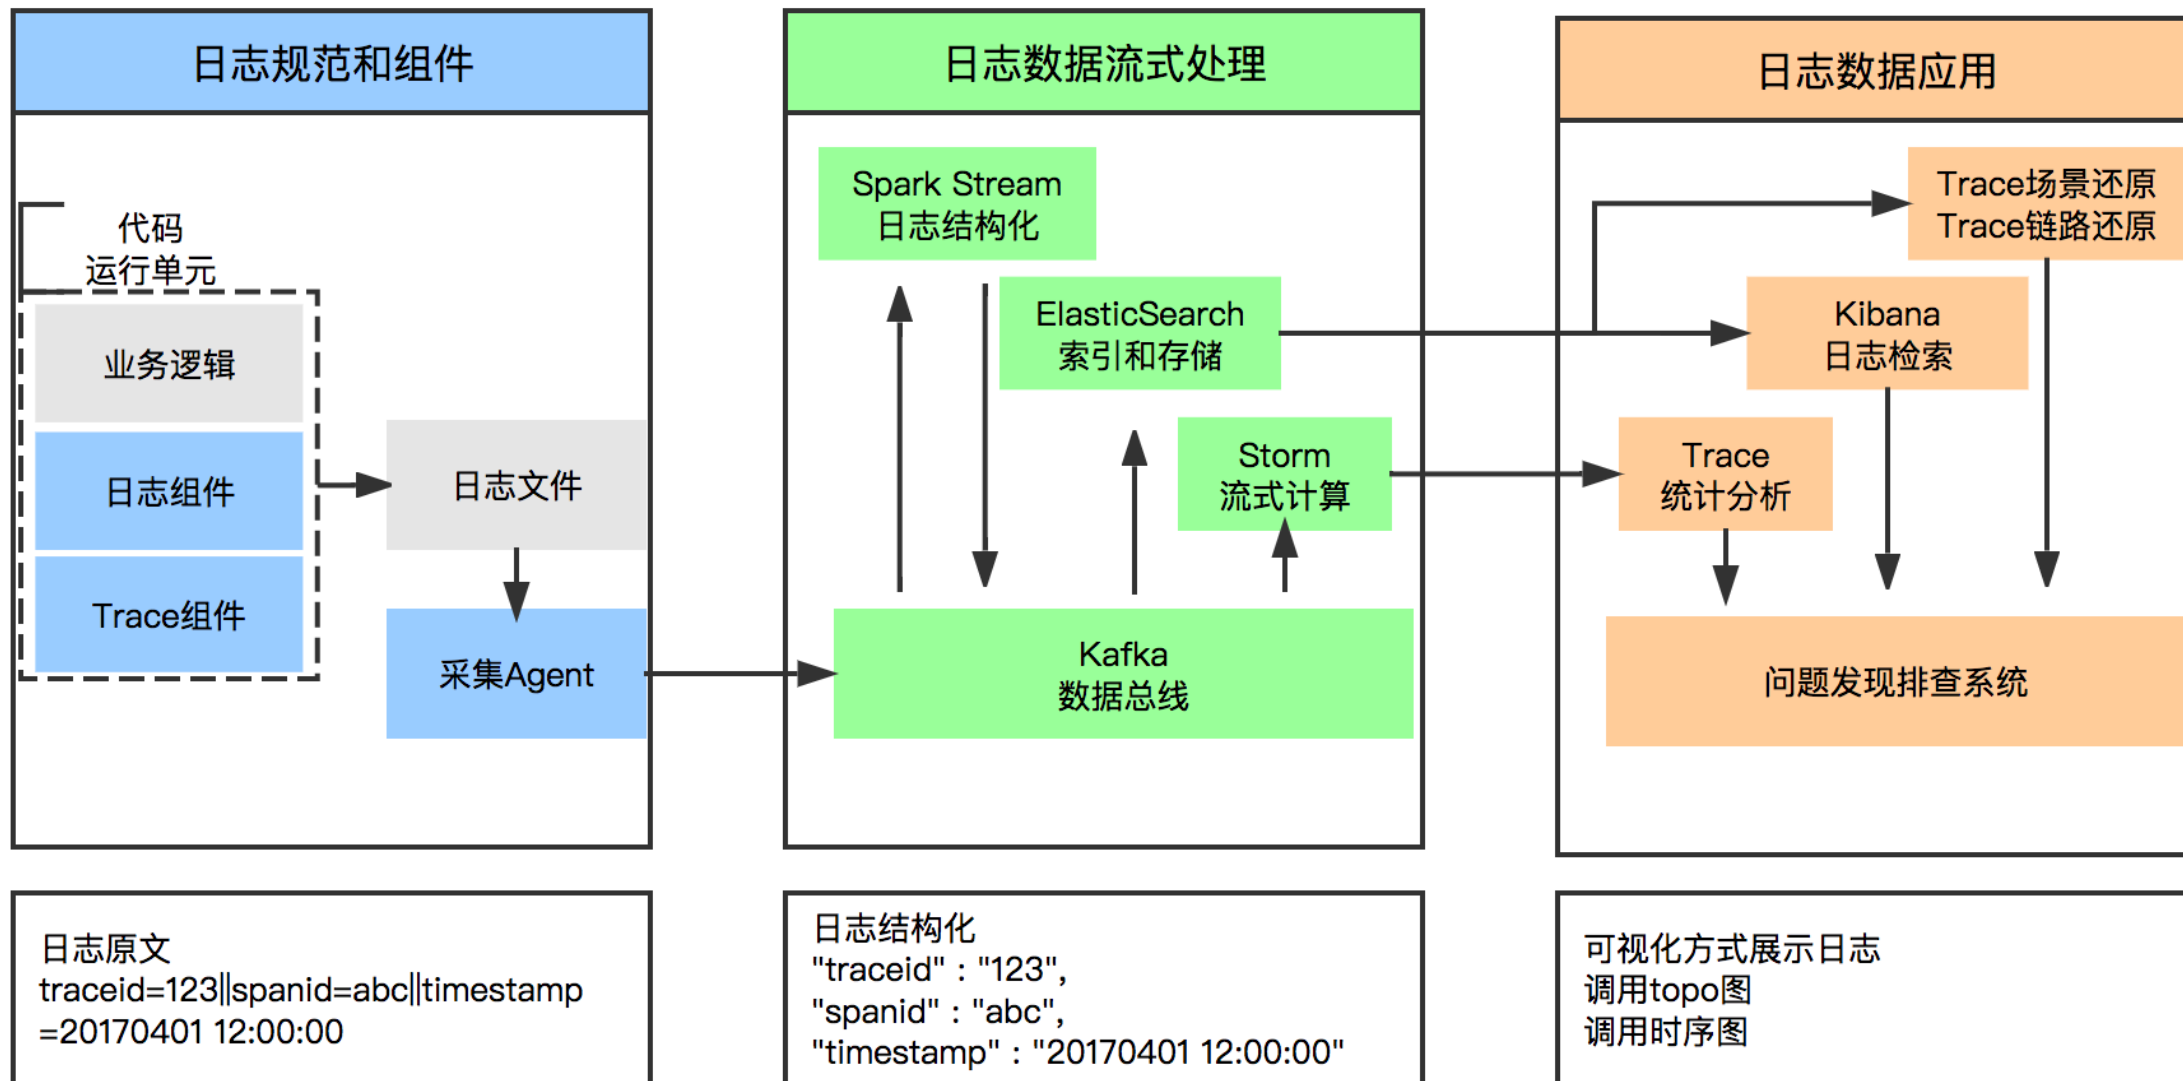 日志规范和组件
代码
运行单元
业务逻辑
日志组件
Trace组件
日志文件
采集Agent
日志数据流式处理
Spark Stream
日志结构化
ElasticSearch
索引和存储
Storm
流式计算
Kafka
数据总线
日志数据应用
Trace场景还原
Trace链路还原
Kibana
日志检索
Trace
统计分析
问题发现排查系统
日志原文
traceid=123||spanid=abc||timestamp
=20170401 12:00:00
日志结构化
"traceid" : "123",
"spanid" : "abc",
"timestamp" : "20170401 12:00:00"
可视化方式展示日志
调用topo图
调用时序图